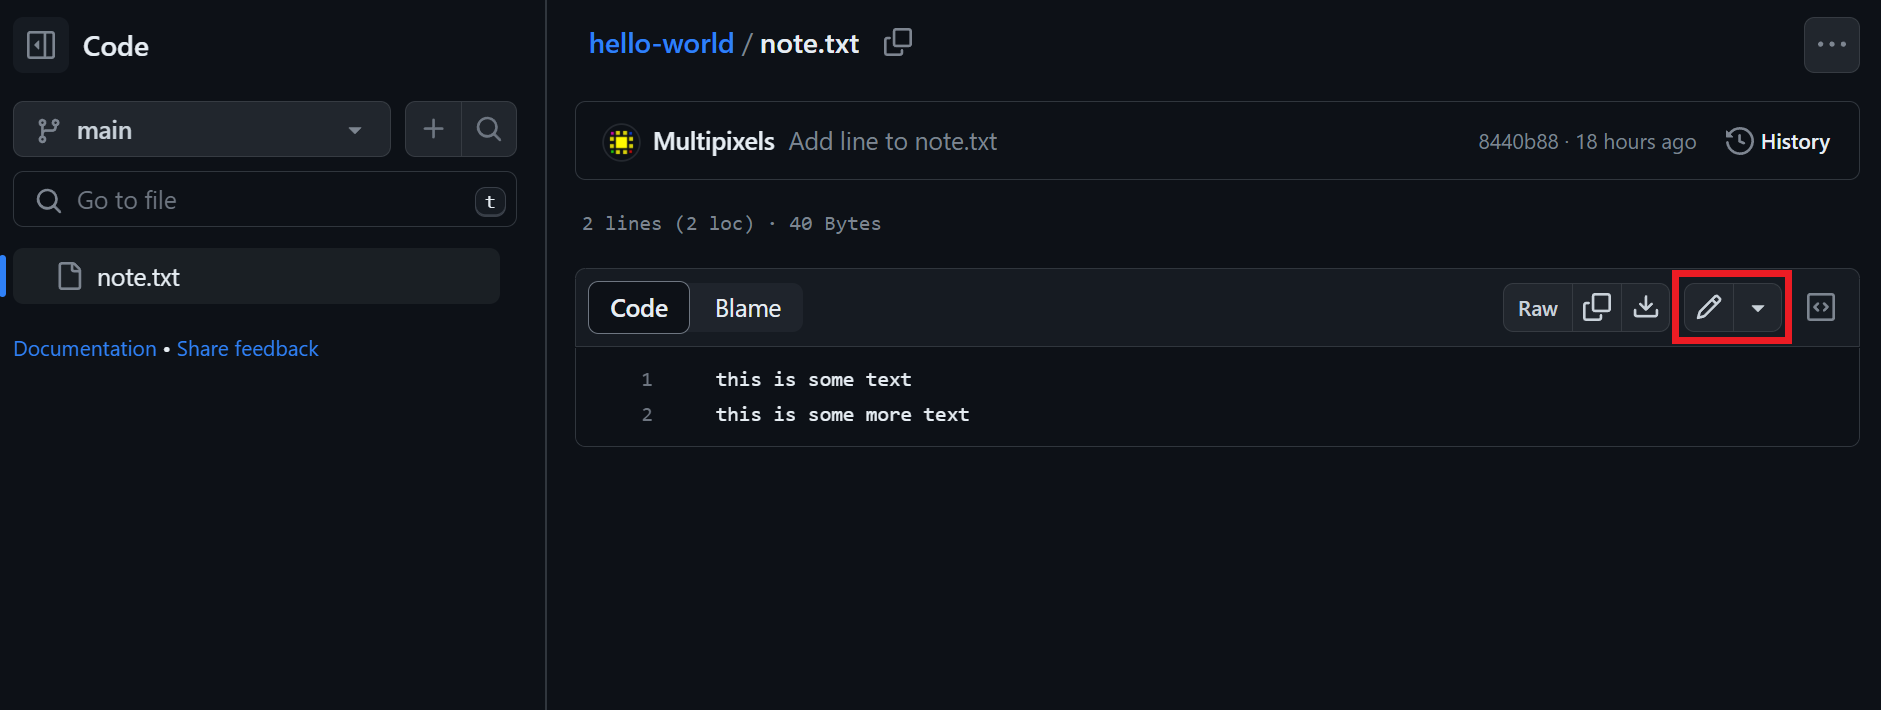 Code
main
Go to file t
note.txt
Documentation • Share feedback
hello-world / note.txt
Multipixels Add line to note.txt 8440b88 · 18 hours ago History
2 lines (2 loc) · 40 Bytes
Code Blame Raw
1 this is some text
2 this is some more text